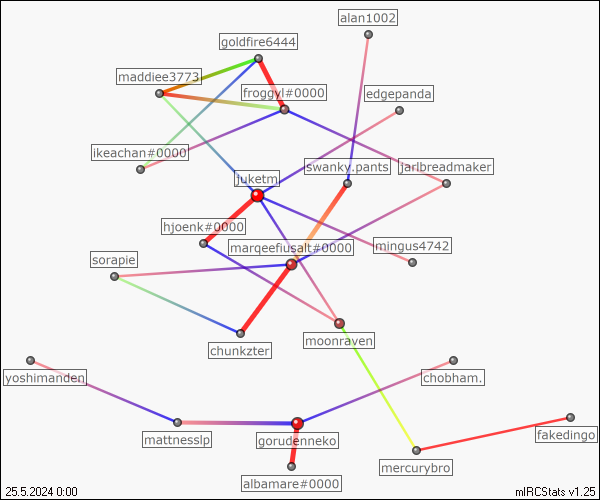 alan1002
goldfire6444
maddiee3773
froggyl#0000
edgepanda
ikeachan#0000
juketm
swanky.pants
jarlbreadmaker
hjoenk#0000
marqeefiusalt#0000
mingus4742
sorapie
chunkzter
moonraven
yoshimanden
chobham.
mattnesslp
gorudenneko
fakedingo
mercurybro
albamare#0000
25.5.2024 0:00
mIRCStats v1.25